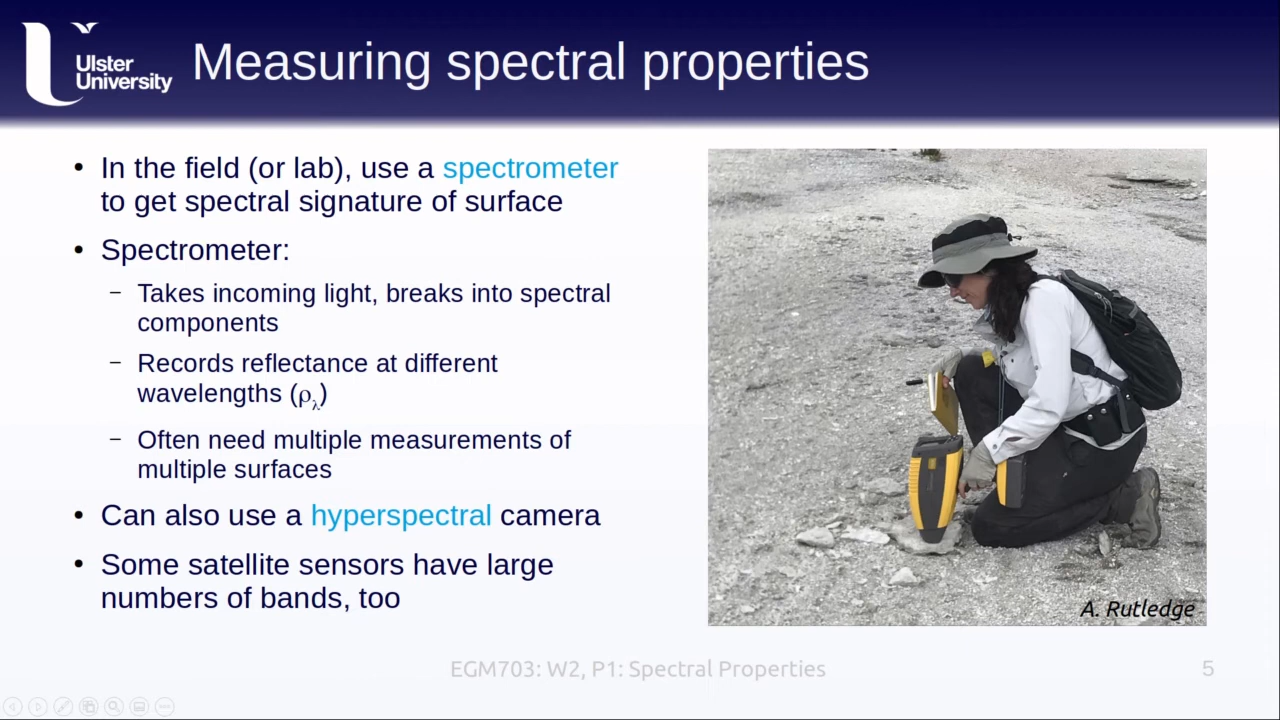 Ulster
University
Measuring spectral properties
• In the field (or lab), use a spectrometer
to get spectral signature of surface
• Spectrometer:
– Takes incoming light, breaks into spectral
components
– Records reflectance at different
wavelengths (ρλ)
– Often need multiple measurements of
multiple surfaces
• Can also use a hyperspectral camera
• Some satellite sensors have large
numbers of bands, too
A. Rutledge
EGM703: W2, P1: Spectral Properties
5